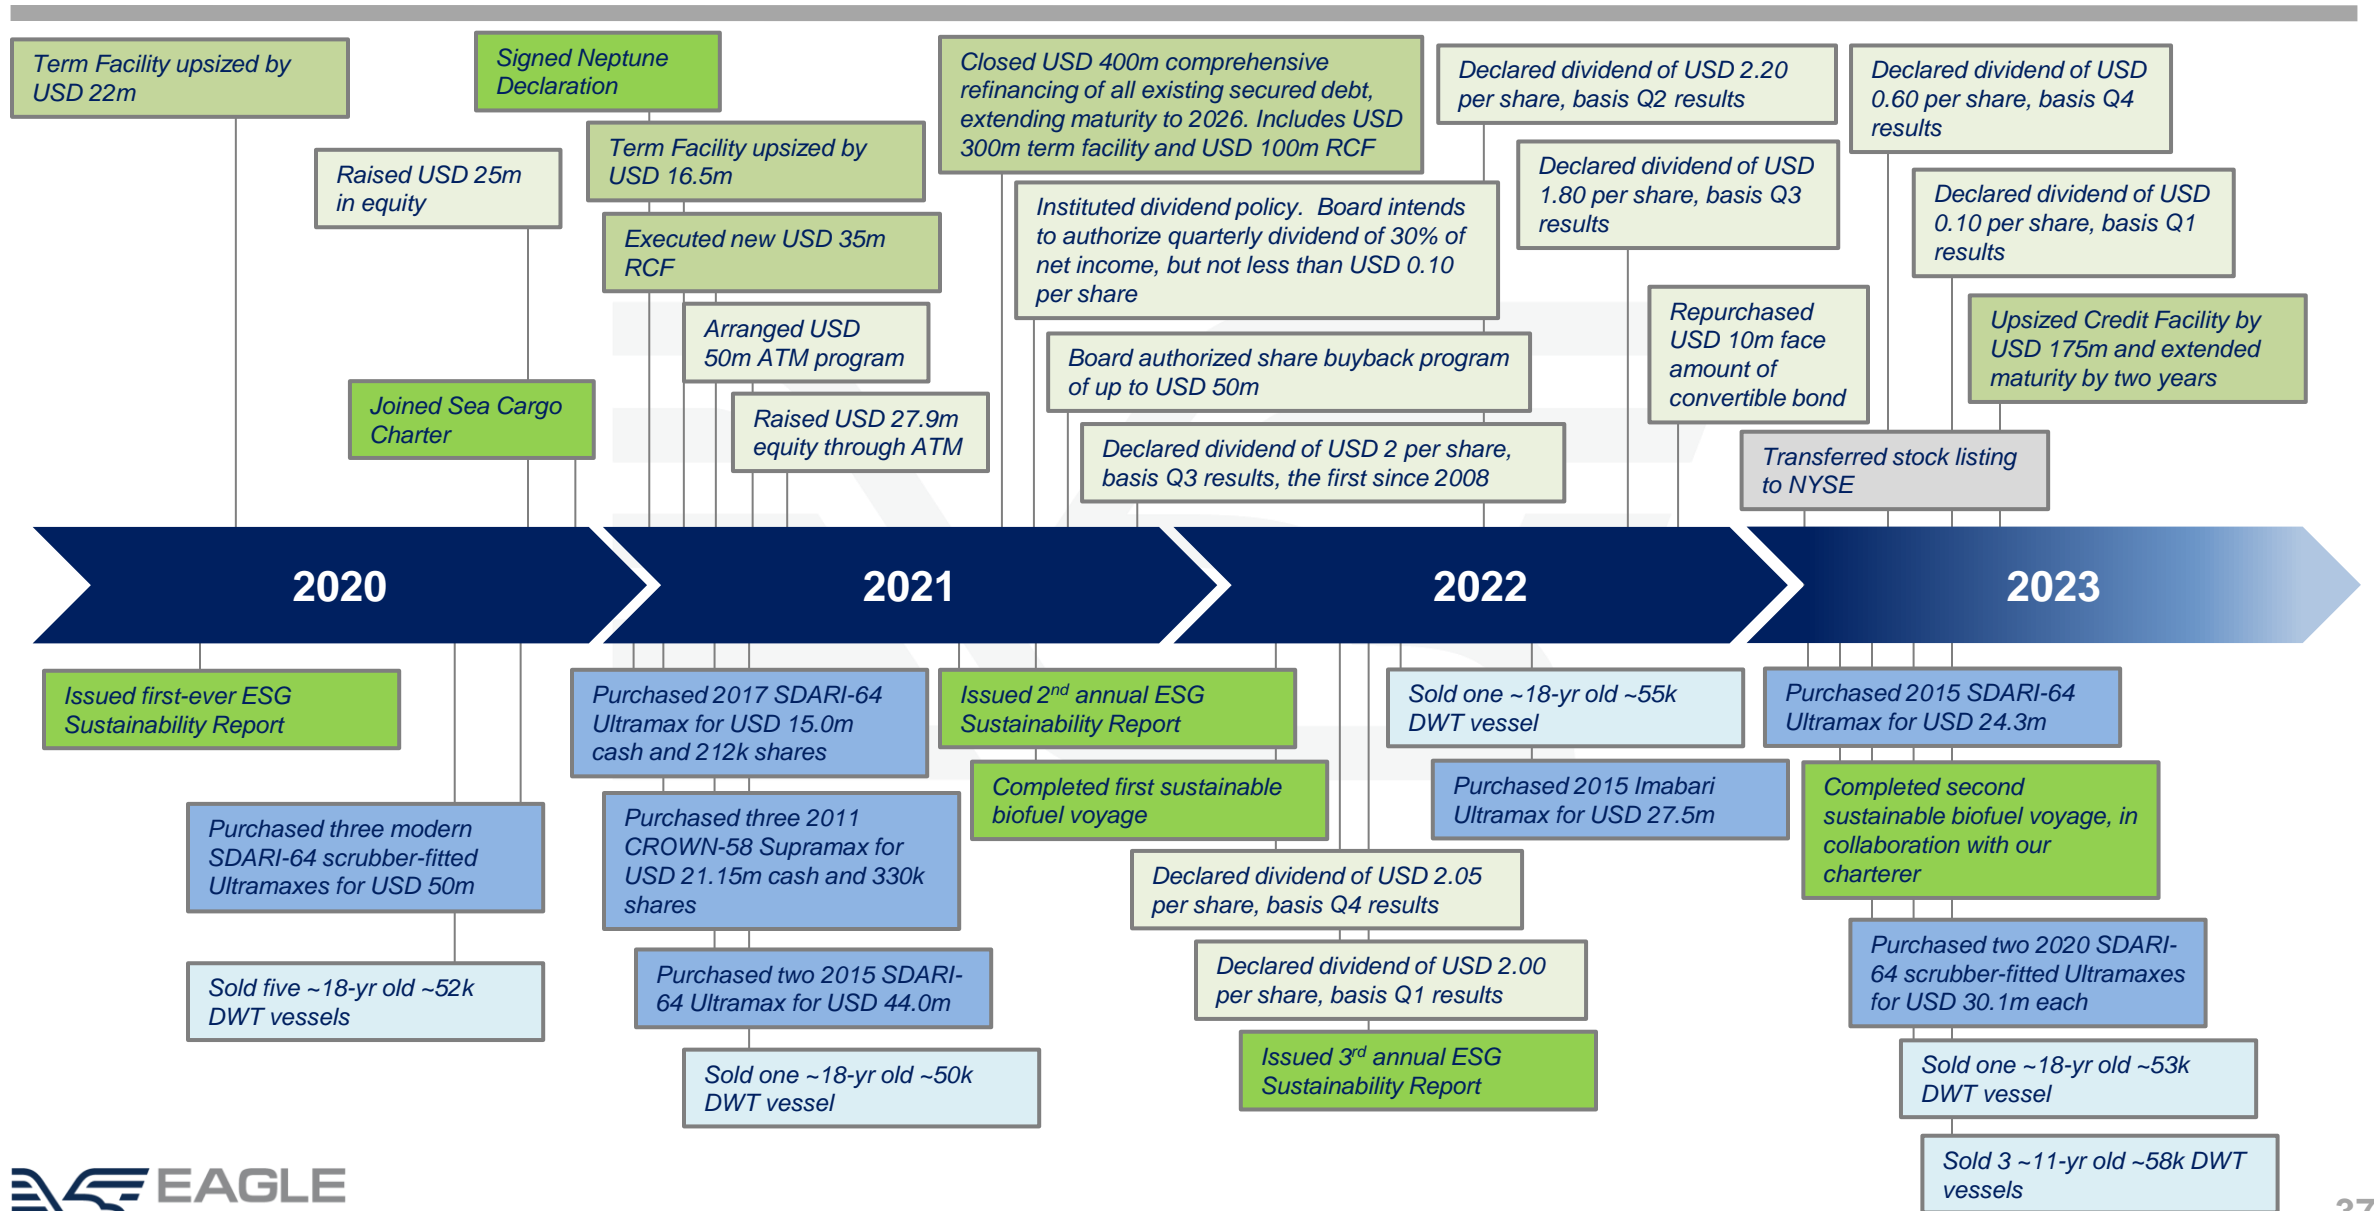 Term Facility upsized by
USD 22m
Raised USD 25m
in equity
Joined Sea Cargo
Charter
Signed Neptune
Declaration
Term Facility upsized by
USD 16.5m
Executed new USD 35m
RCF
Arranged USD
50m ATM program
Raised USD 27.9m
equity through ATM
Closed USD 400m comprehensive
refinancing of all existing secured debt,
extending maturity to 2026. Includes USD
300m term facility and USD 100m RCF
Instituted dividend policy.  Board intends
to authorize quarterly dividend of 30% of
net income, but not less than USD 0.10
per share
Board authorized share buyback program
of up to USD 50m
Declared dividend of USD 2 per share,
basis Q3 results, the first since 2008
Declared dividend of USD 2.20
per share, basis Q2 results
Declared dividend of USD
1.80 per share, basis Q3
results
Repurchased
USD 10m face
amount of
convertible bond
Transferred stock listing
to NYSE
Declared dividend of USD
0.60 per share, basis Q4
results
Declared dividend of USD
0.10 per share, basis Q1
results
Upsized Credit Facility by
USD 175m and extended
maturity by two years
2020
2021
2022
2023
Issued first-ever ESG
Sustainability Report
Purchased three modern
SDARI-64 scrubber-fitted
Ultramaxes for USD 50m
Sold five ~18-yr old ~52k
DWT vessels
Purchased 2017 SDARI-64
Ultramax for USD 15.0m
cash and 212k shares
Purchased three 2011
CROWN-58 Supramax for
USD 21.15m cash and 330k
shares
Purchased two 2015 SDARI-
64 Ultramax for USD 44.0m
Sold one ~18-yr old ~50k
DWT vessel
Issued 2nd annual ESG
Sustainability Report
Completed first sustainable
biofuel voyage
Declared dividend of USD 2.05
per share, basis Q4 results
Declared dividend of USD 2.00
per share, basis Q1 results
Issued 3rd annual ESG
Sustainability Report
Sold one ~18-yr old ~55k
DWT vessel
Purchased 2015 Imabari
Ultramax for USD 27.5m
Purchased 2015 SDARI-64
Ultramax for USD 24.3m
Completed second
sustainable biofuel voyage, in
collaboration with our
charterer
Purchased two 2020 SDARI-
64 scrubber-fitted Ultramaxes
for USD 30.1m each
Sold one ~18-yr old ~53k
DWT vessel
Sold 3 ~11-yr old ~58k DWT
vessels
EAGLE
37